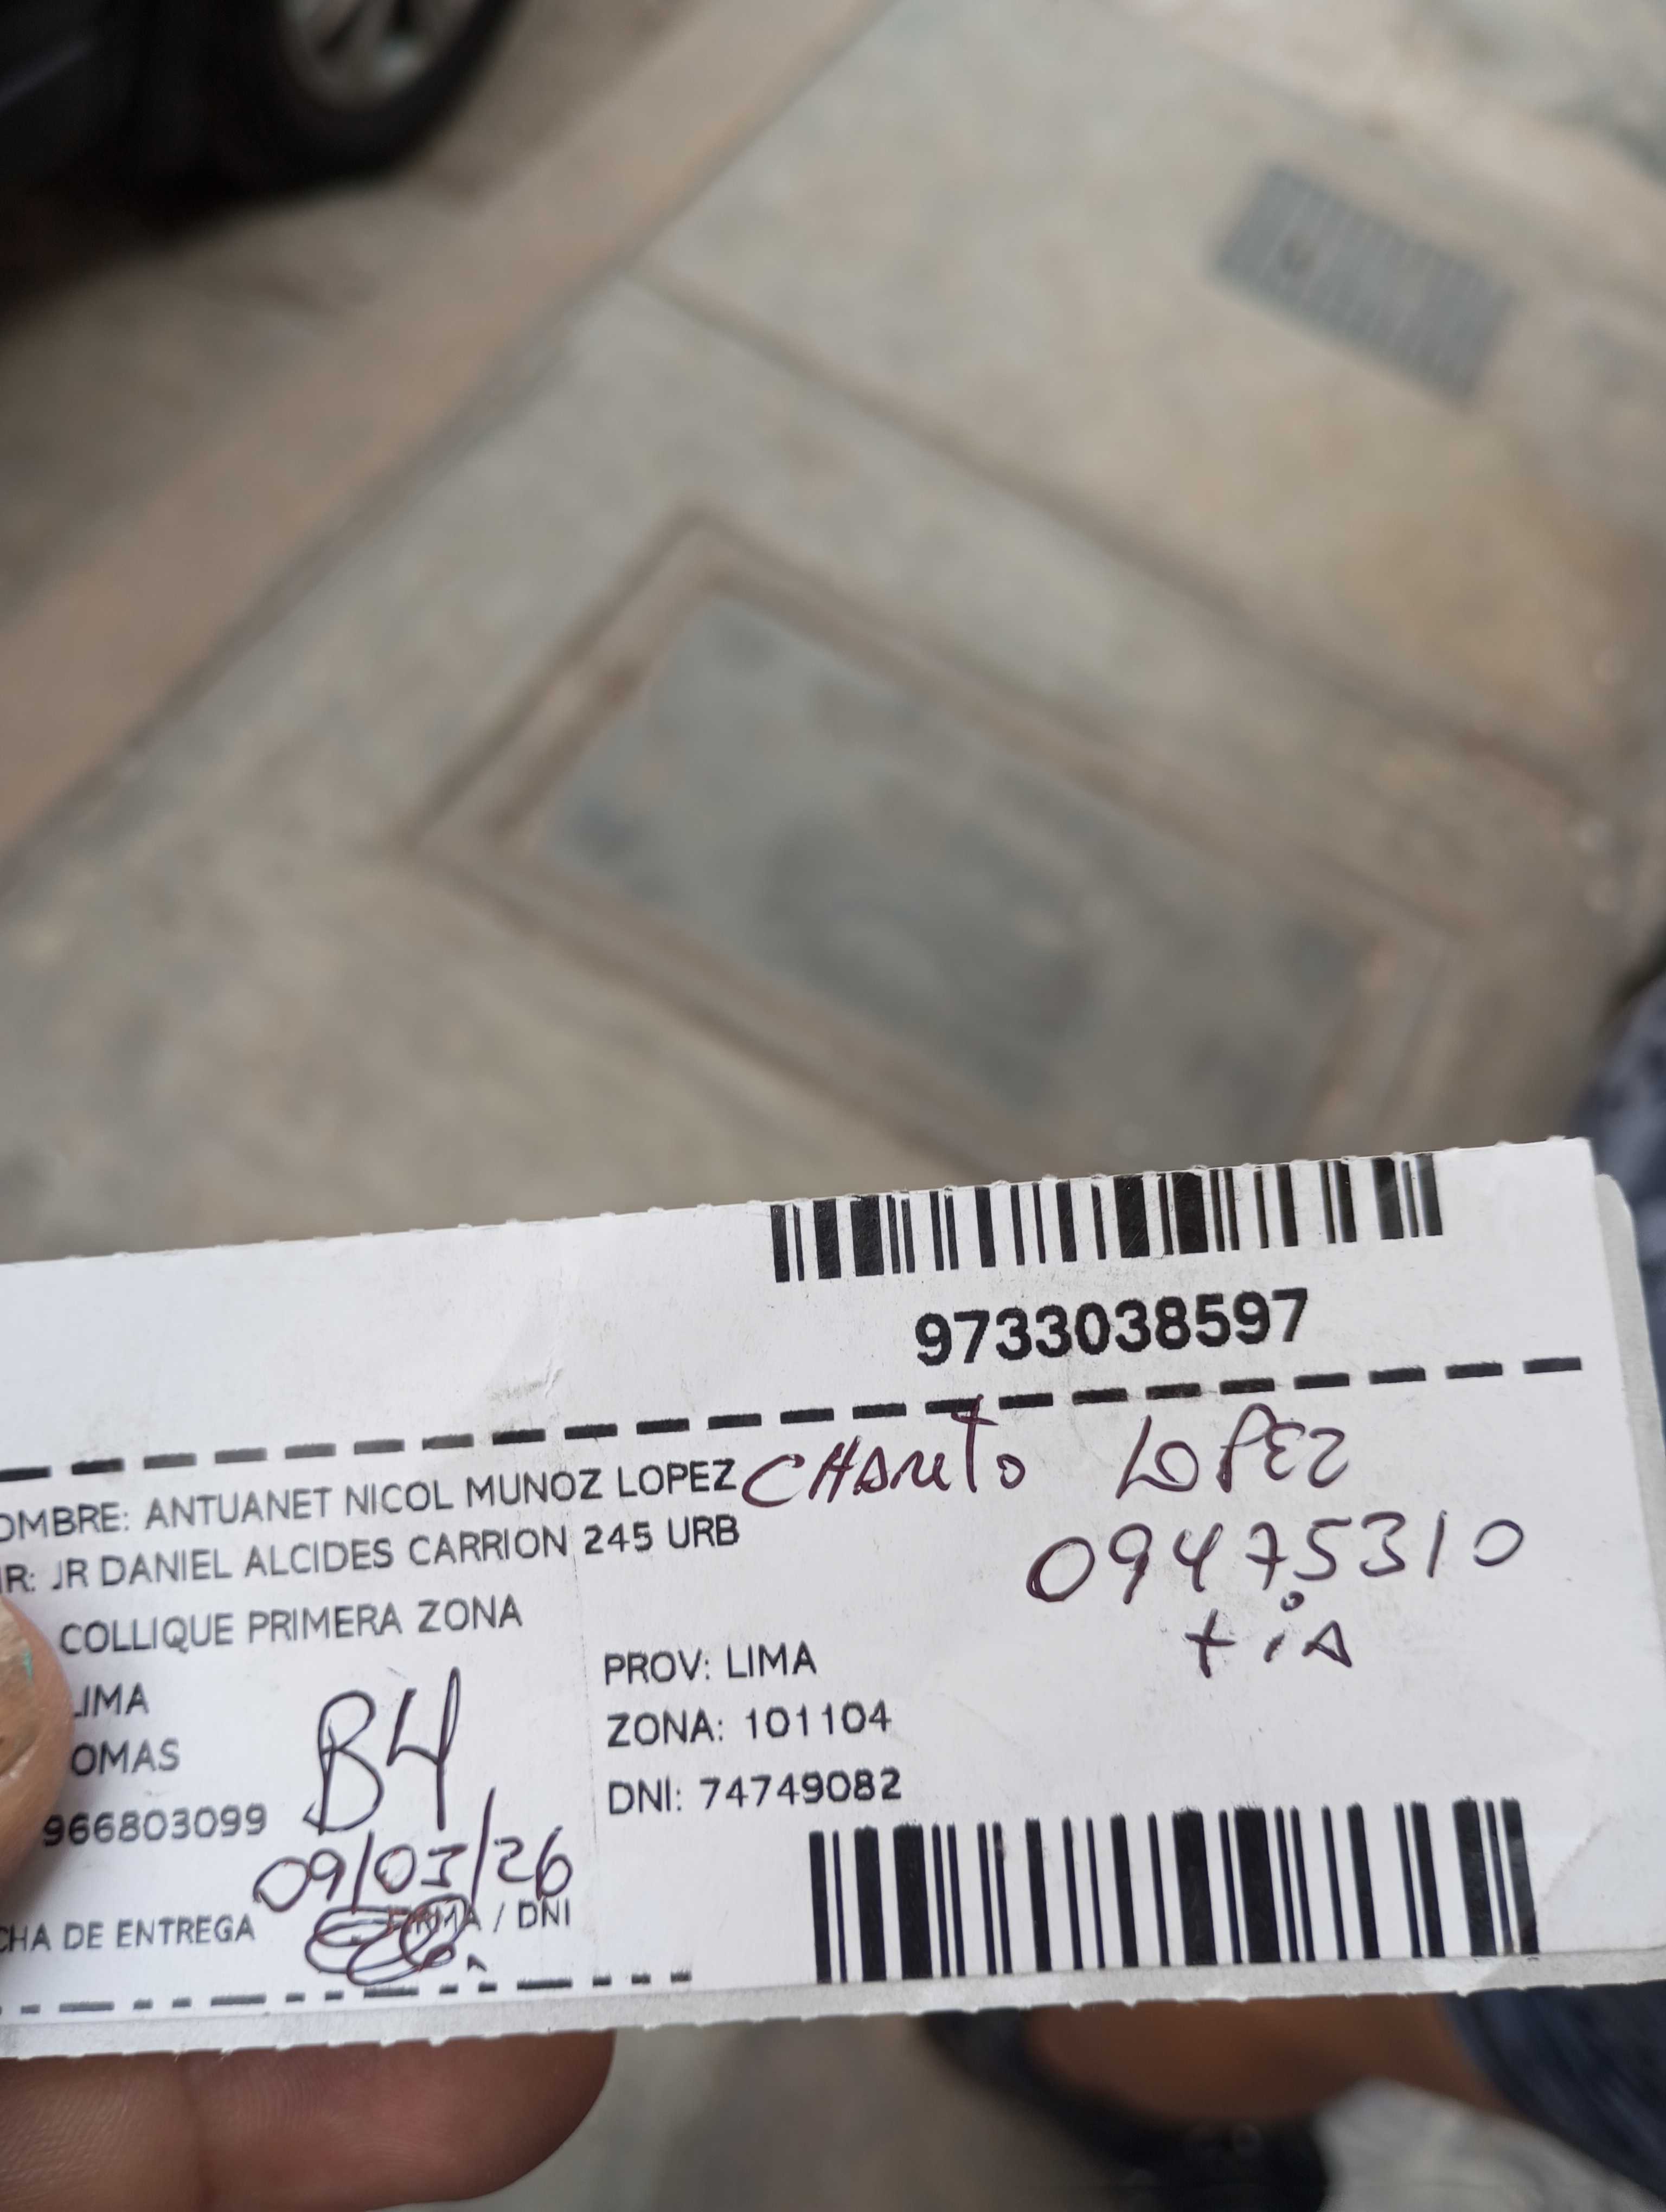 9733038597
OMBRE: ANTUANET NICOL MUNOZ LOPEZ CHARITO LOPEZ
IR: JR DANIEL ALCIDES CARRION 245 URB
09475310
COLLIQUE PRIMERA ZONA
tia
IMA
PROV: LIMA
OMAS
B4
ZONA: 101104
966803099
DNI: 74749082
09/03/26
CHA DE ENTREGA
FIRMA / DNI